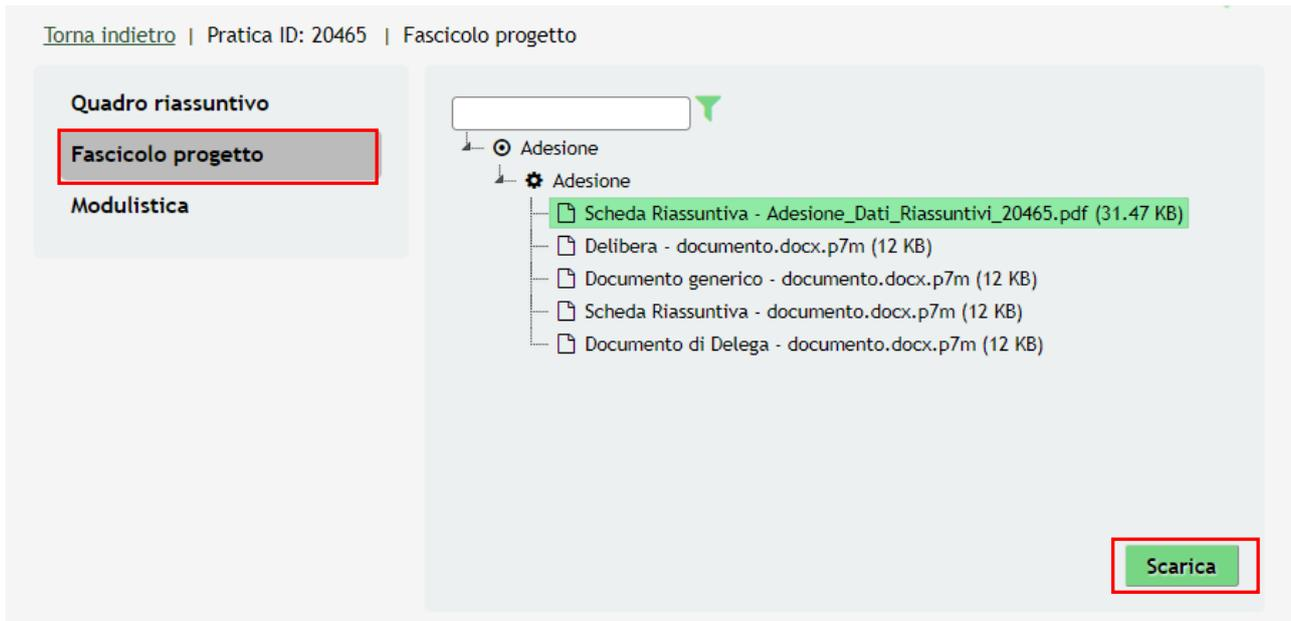 Torna indietro | Pratica ID: 20465 | Fascicolo progetto
Quadro riassuntivo
Fascicolo progetto
Modulistica
Adesione
Adesione
Scheda Riassuntiva - Adesione_Dati_Riassuntivi_20465.pdf (31.47 KB)
Delibera - documento.docx.p7m (12 KB)
Documento generico - documento.docx.p7m (12 KB)
Scheda Riassuntiva - documento.docx.p7m (12 KB)
Documento di Delega - documento.docx.p7m (12 KB)
Scarica